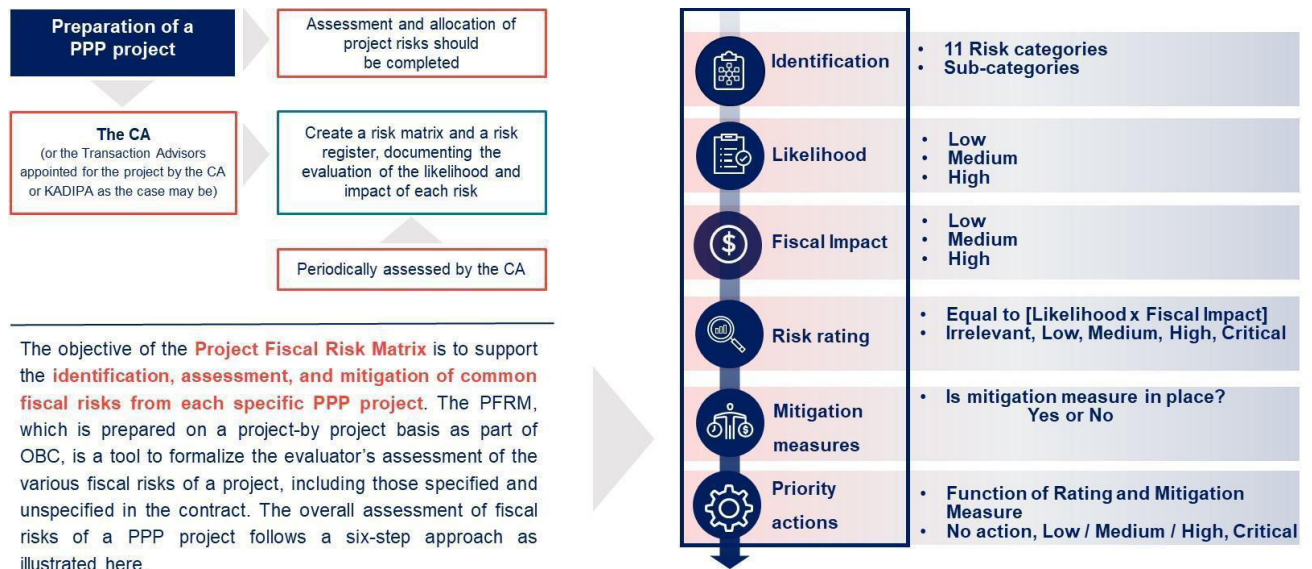 Preparation of a
PPP project
Assessment and allocation of
project risks should
be completed
The CA
(or the Transaction Advisors
appointed for the project by the CA
or KADIPA as the case may be)
Create a risk matrix and a risk
register, documenting the
evaluation of the likelihood and
impact of each risk
Periodically assessed by the CA
The objective of the Project Fiscal Risk Matrix is to support
the identification, assessment, and mitigation of common
fiscal risks from each specific PPP project. The PFRM,
which is prepared on a project-by project basis as part of
OBC, is a tool to formalize the evaluator's assessment of the
various fiscal risks of a project, including those specified and
unspecified in the contract. The overall assessment of fiscal
risks of a PPP project follows a six-step approach as
illustrated here
Identification
• 11 Risk categories
• Sub-categories
Likelihood
• Low
• Medium
• High
Fiscal Impact
• Low
• Medium
• High
Risk rating
• Equal to [Likelihood x Fiscal Impact]
• Irrelevant, Low, Medium, High, Critical
Mitigation
measures
• Is mitigation measure in place?
Yes or No
Priority
actions
• Function of Rating and Mitigation
Measure
• No action, Low / Medium / High, Critical